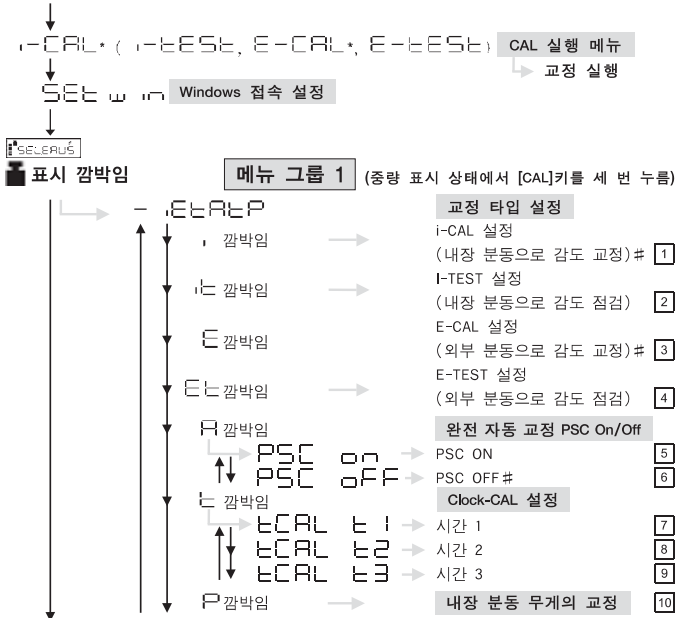 i-CAL* ( i-tESt, E-CAL*, E-tESt) CAL 실행 메뉴
교정 실행
SEt win Windows 접속 설정
표시 깜박임 메뉴 그룹 1 (중량 표시 상태에서 [CAL]키를 세 번 누름)
– iEtAtP 교정 타입 설정
i 깜박임 i-CAL 설정
(내장 분동으로 감도 교정)♯ 1
it 깜박임 I-TEST 설정
(내장 분동으로 감도 점검) 2
E 깜박임 E-CAL 설정
(외부 분동으로 감도 교정)♯ 3
Et 깜박임 E-TEST 설정
(외부 분동으로 감도 점검) 4
A 깜박임 완전 자동 교정 PSC On/Off
PSC on PSC ON 5
PSC oFF PSC OFF♯ 6
t 깜박임 Clock-CAL 설정
tCAL t1 시간 1 7
tCAL t2 시간 2 8
tCAL t3 시간 3 9
P 깜박임 내장 분동 무게의 교정 10